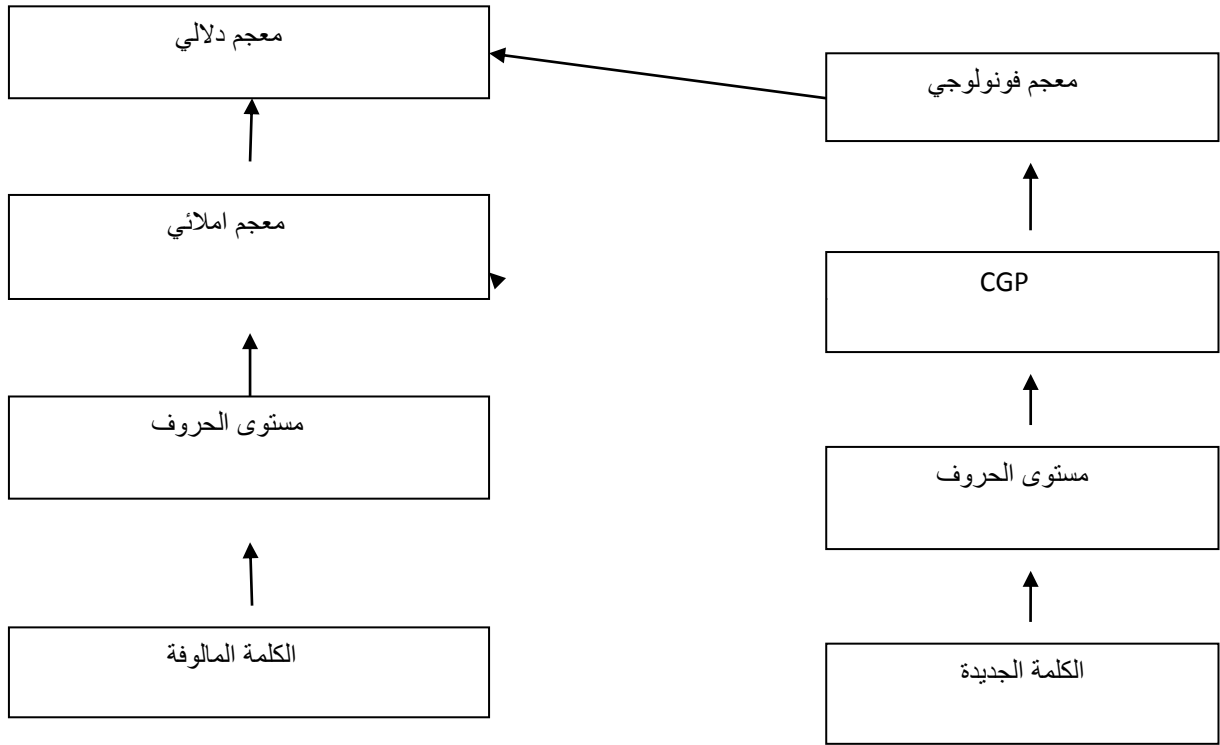 معجم دلالي
معجم فونولوجي
معجم املائي
CGP
مستوى الحروف
مستوى الحروف
الكلمة المالوفة
الكلمة الجديدة